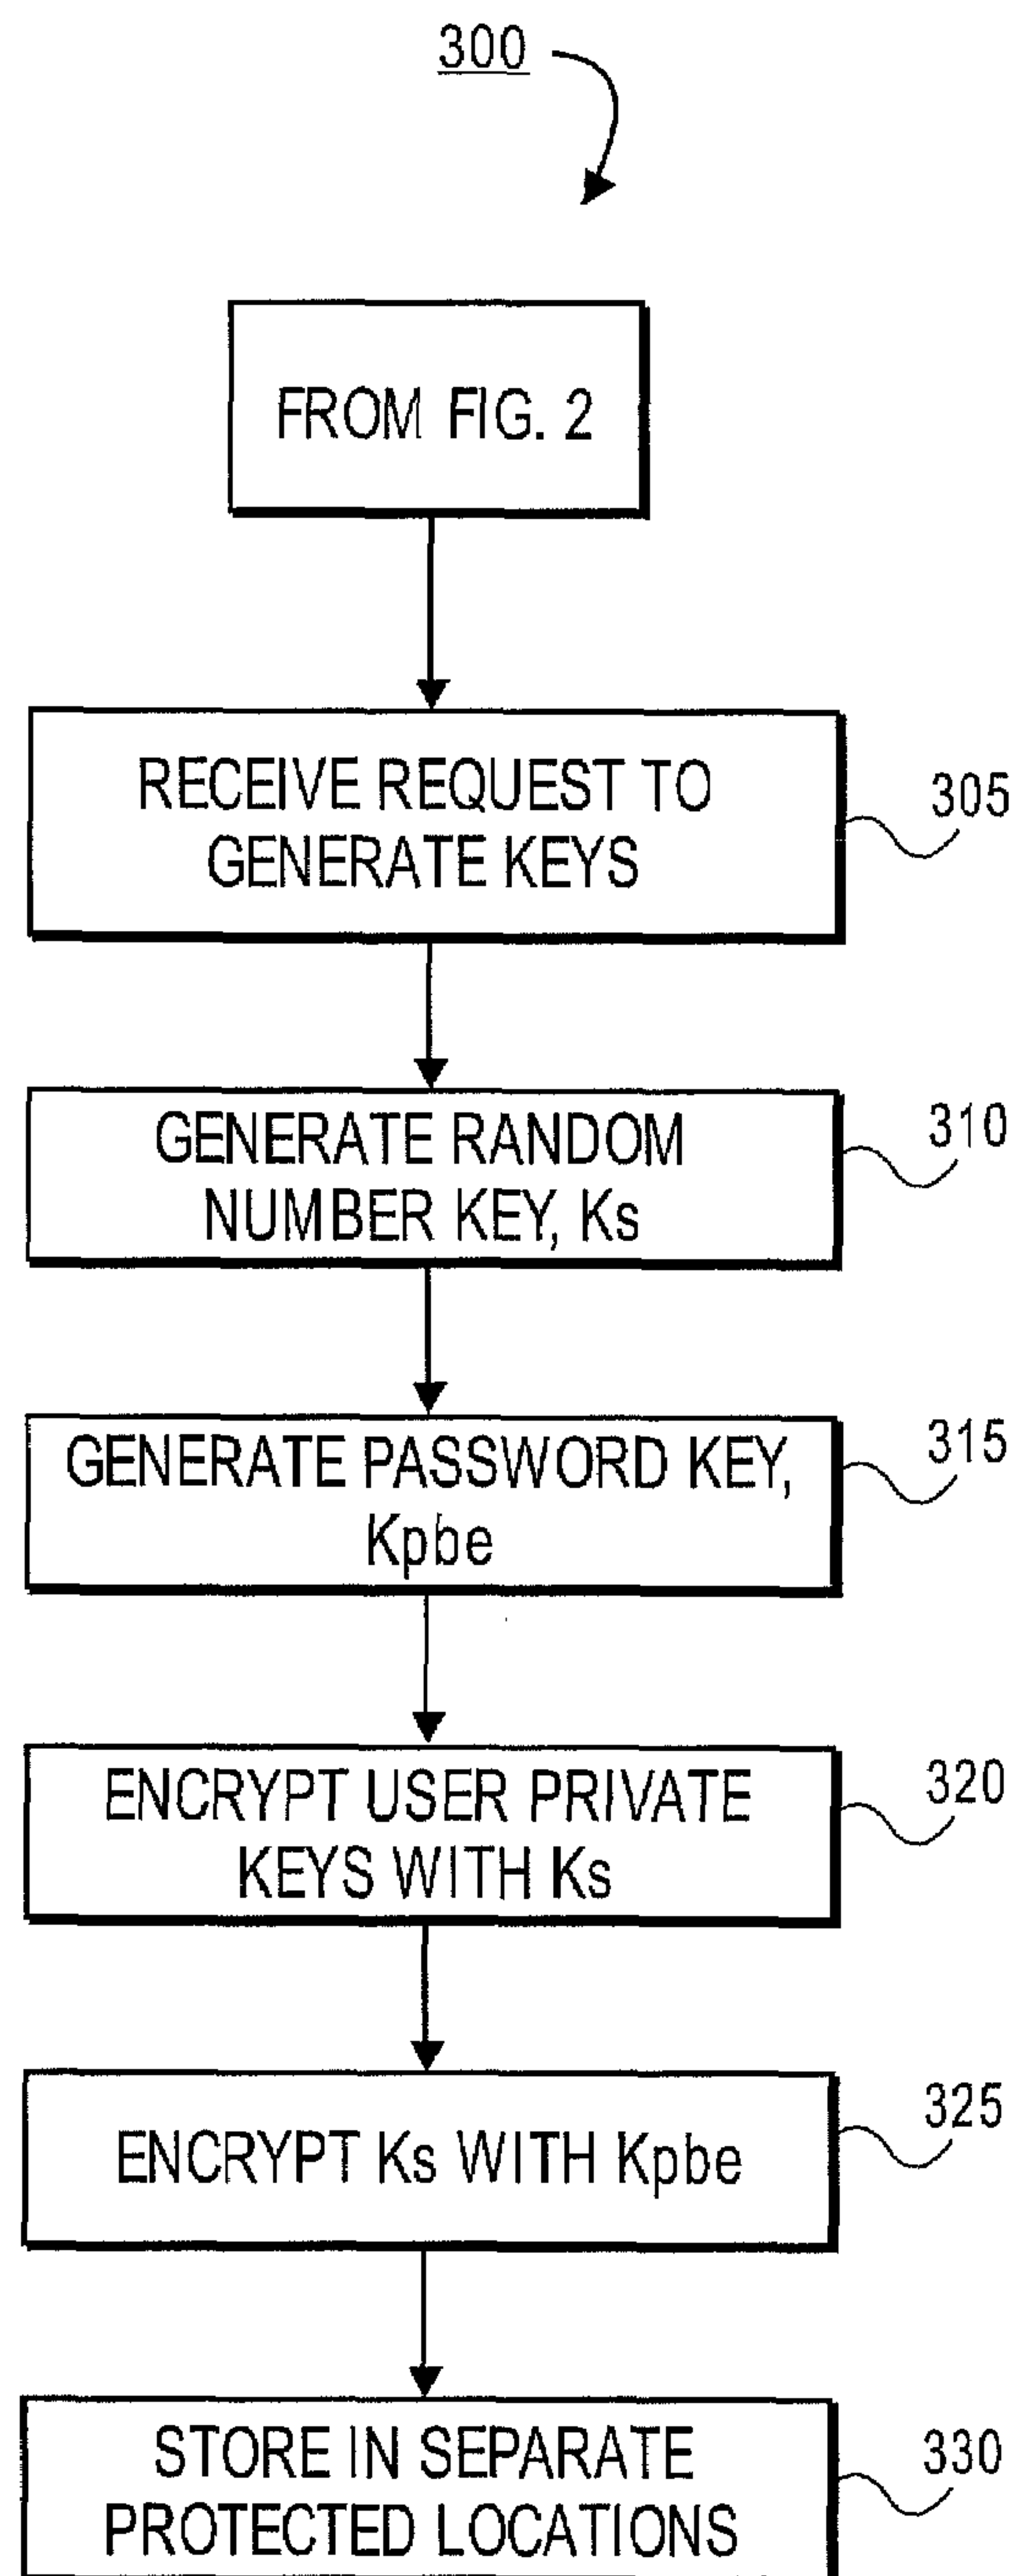 300
FROM FIG. 2
RECEIVE REQUEST TO
GENERATE KEYS
305
GENERATE RANDOM
NUMBER KEY, Ks
310
GENERATE PASSWORD KEY,
Kpbe
315
ENCRYPT USER PRIVATE
KEYS WITH Ks
320
ENCRYPT Ks WITH Kpbe
325
STORE IN SEPARATE
PROTECTED LOCATIONS
330